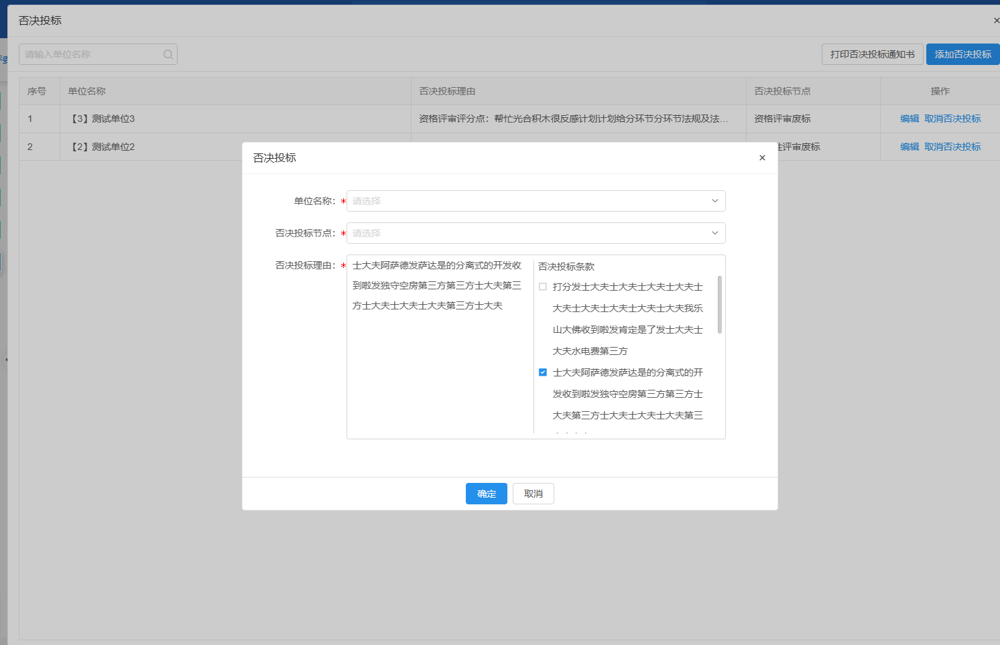 否决投标
请输入单位名称
打印否决投标通知书
添加否决投标
序号 单位名称 否决投标理由 否决投标节点 操作
1 【3】测试单位3 资格评审评分点：帮忙光合积木很反感计划计划给分环节分环节法规及法… 资格评审废标 编辑 取消否决投标
2 【2】测试单位2 性评审废标 编辑 取消否决投标
否决投标
单位名称：*请选择
否决投标节点：*请选择
否决投标理由：*
士大夫阿萨德发萨达是的分离式的开发收
到啦发独守空房第三方第三方士大夫第三
方士大夫士大夫士大夫第三方士大夫
否决投标条款
打分发士大夫士大夫士大夫士大夫士
大夫士大夫士大夫士大夫士大夫我乐
山大佛收到啦发肯定是了发士大夫士
大夫水电费第三方
士大夫阿萨德发萨达是的分离式的开
发收到啦发独守空房第三方第三方士
大夫第三方士大夫士大夫士大夫第三
确定
取消